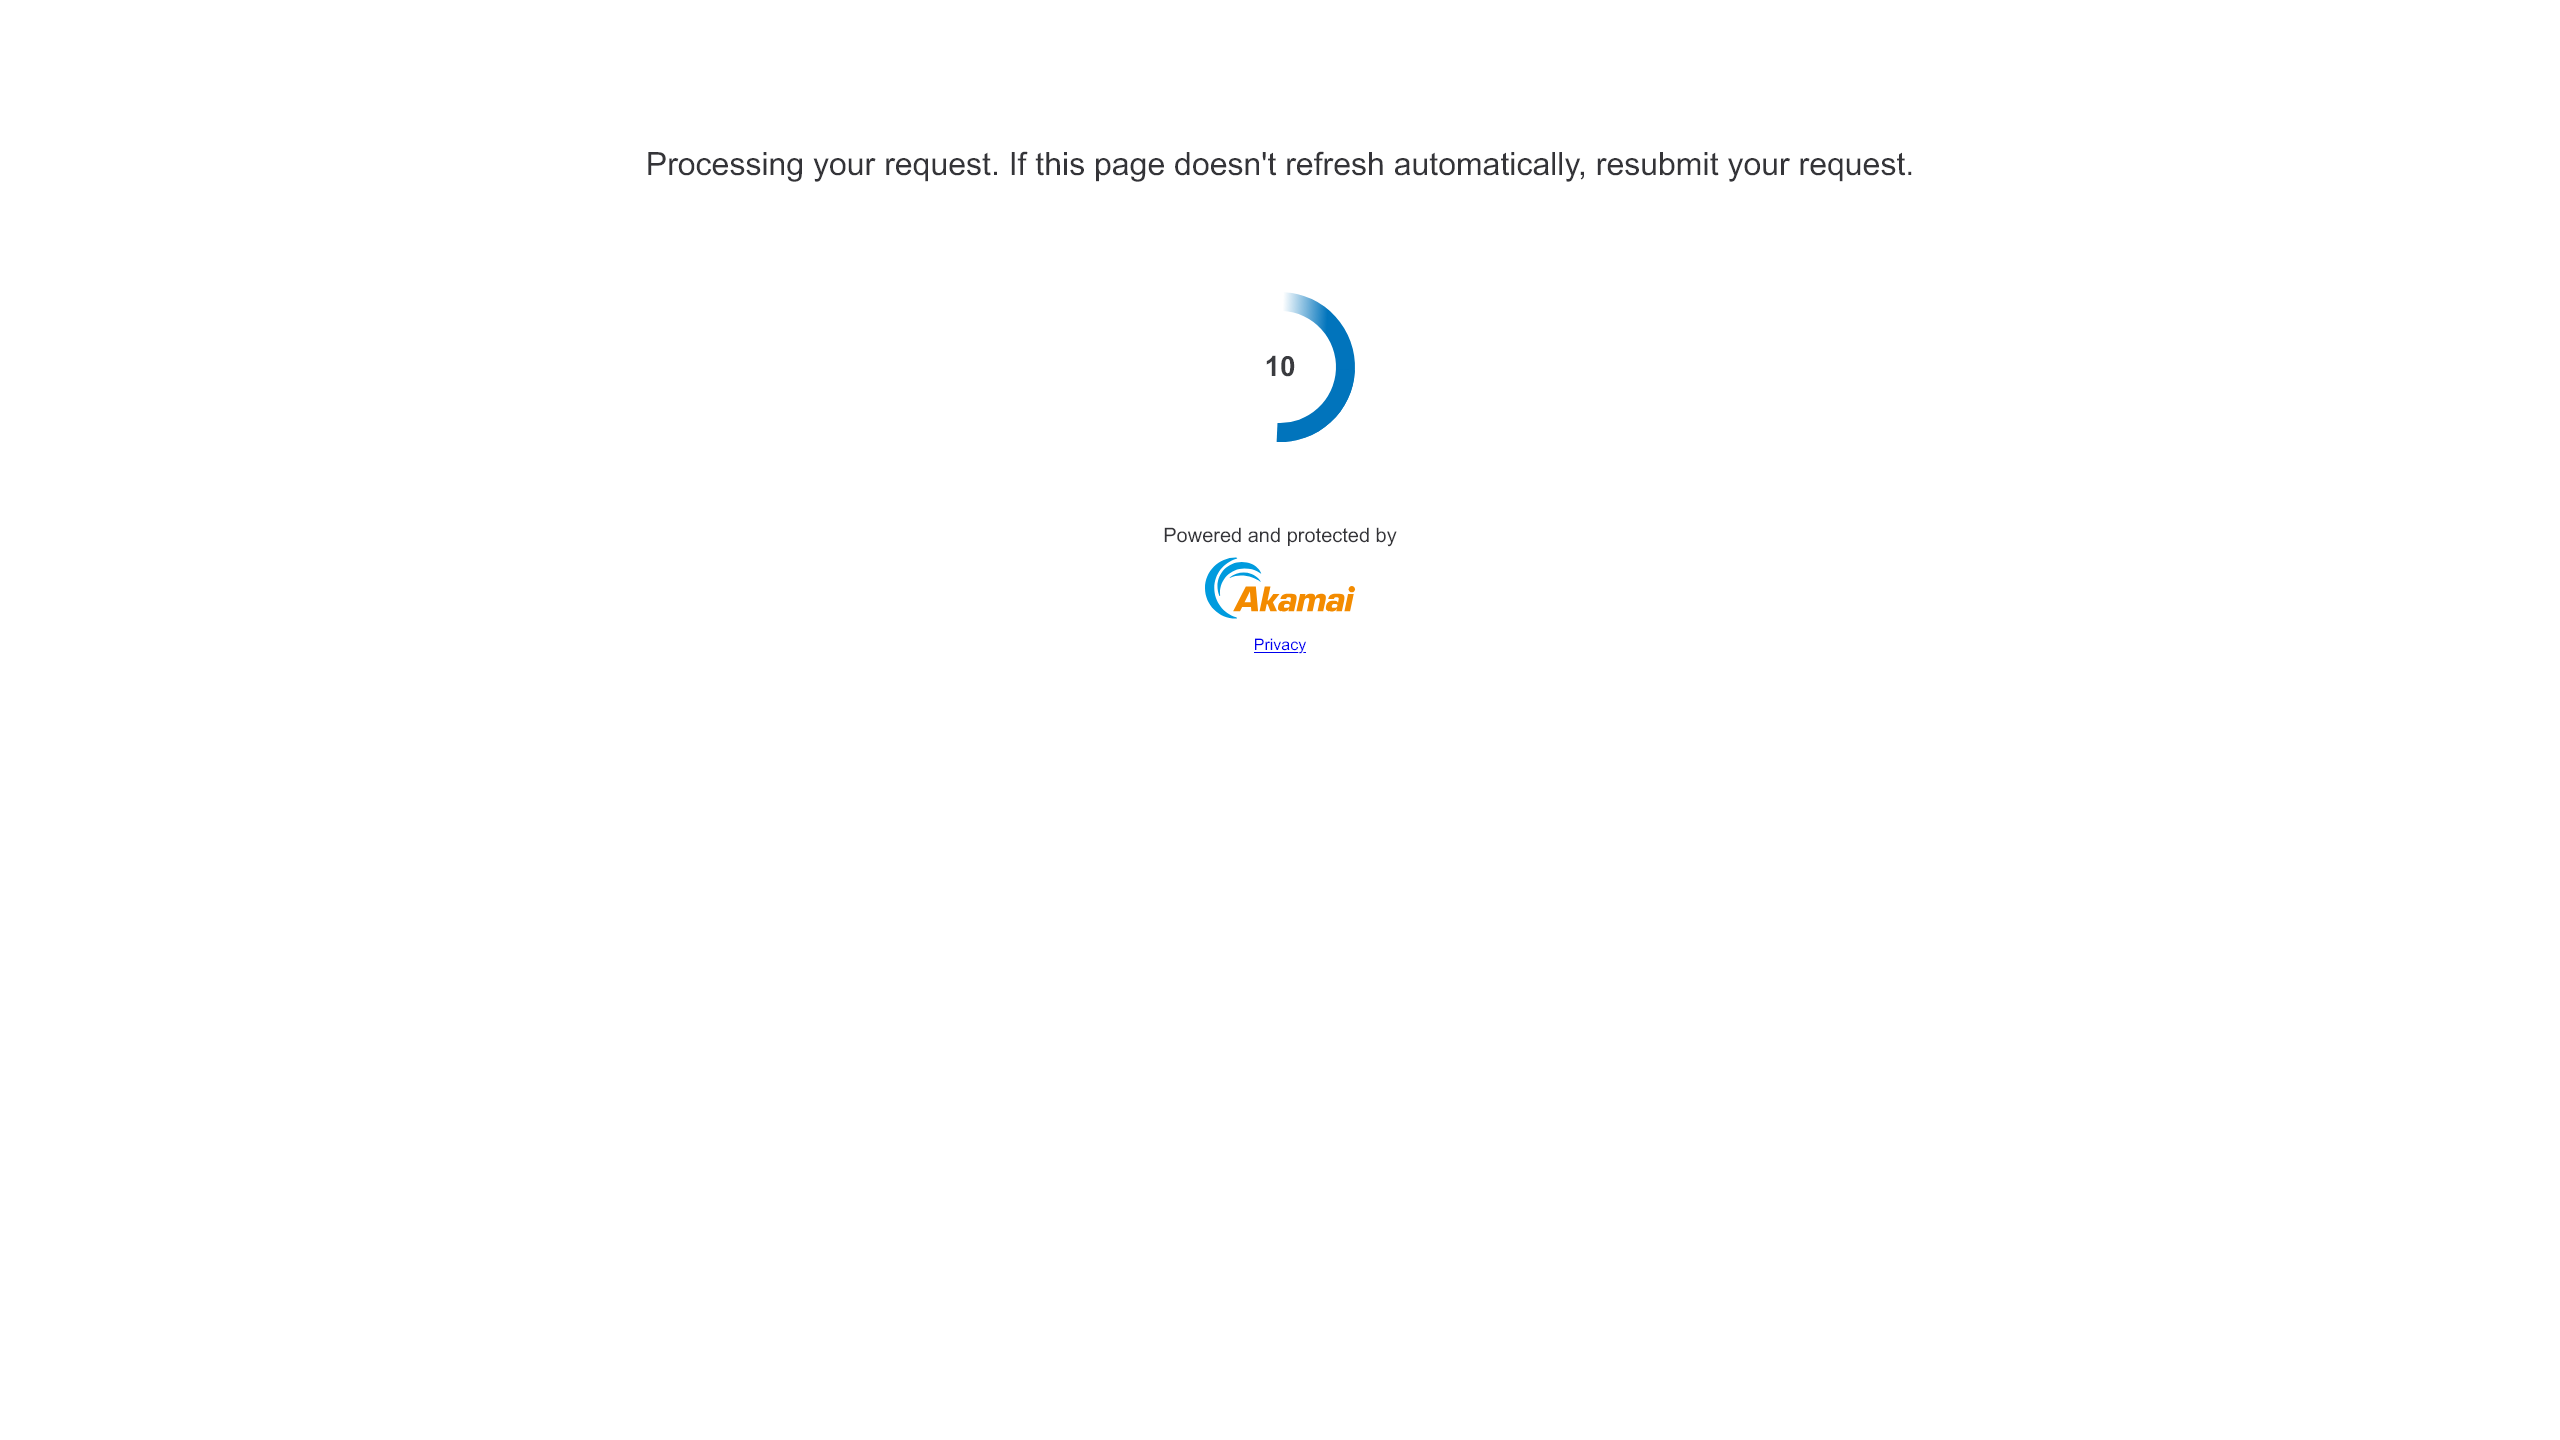 Processing your request. If this page doesn't refresh automatically, resubmit your request.
10
Powered and protected by
Akamai
Privacy